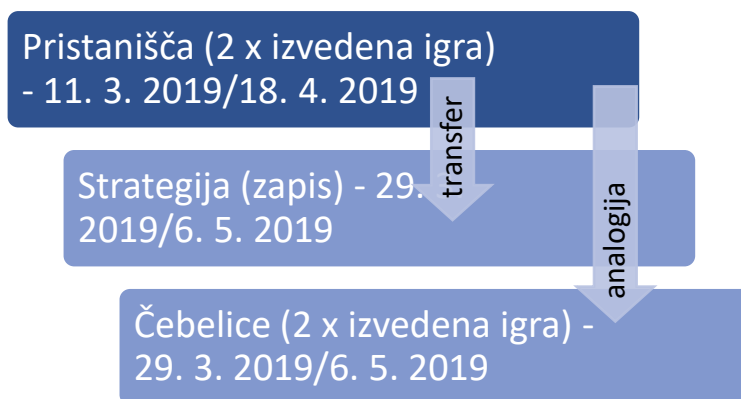 Pristanišča (2 x izvedena igra)
- 11. 3. 2019/18. 4. 2019
transfer
analogija
Strategija (zapis) - 29.
2019/6. 5. 2019
Čebelice (2 x izvedena igra) -
29. 3. 2019/6. 5. 2019